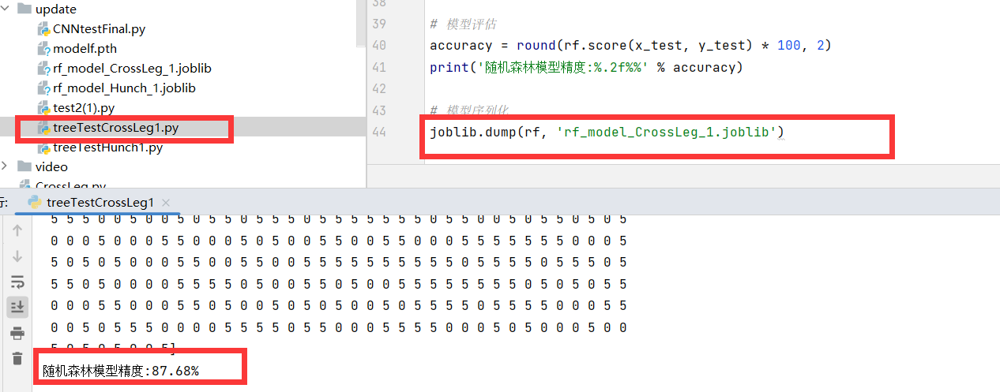 update
CNNtestFinal.py
modelf.pth
rf_model_CrossLeg_1.joblib
rf_model_Hunch_1.joblib
test2(1).py
treeTestCrossLeg1.py
treeTestHunch1.py
video
CrossLeg.py
38
39 # 模型评估
40 accuracy = round(rf.score(x_test, y_test) * 100, 2)
41 print('随机森林模型精度:%.2f%%' % accuracy)
42
43 # 模型序列化
44 joblib.dump(rf, 'rf_model_CrossLeg_1.joblib')
行: treeTestCrossLeg1
5 5 5 0 0 5 0 0 5 0 5 5 0 5 5 5 0 5 5 5 5 5 5 5 0 5 0 5 5 0 5 5 0 5 0 5 5
0 0 0 5 0 0 0 5 5 0 0 0 5 0 5 0 0 5 5 5 0 5 0 0 5 5 5 5 0 5 5 5 5 0 0 0 5
5 0 5 0 5 0 0 0 5 5 0 5 0 5 0 0 5 5 5 5 5 5 5 5 5 0 0 5 5 5 0 5 0 0 5 0 5
5 5 0 5 0 0 0 0 5 5 5 5 0 5 0 0 5 5 0 5 0 0 5 5 5 5 0 5 0 5 5 5 0 5 0 5 5
0 0 0 5 5 0 0 0 5 5 0 5 0 0 5 0 5 0 5 0 0 5 0 5 5 5 5 5 0 5 5 5 0 0 0 5 5
0 0 5 0 5 5 5 0 0 0 0 5 5 5 5 5 0 5 5 0 0 0 5 5 5 5 0 0 0 5 0 5 0 0 5 0 0
5 0 5 0 5 0 0 5]
随机森林模型精度:87.68%